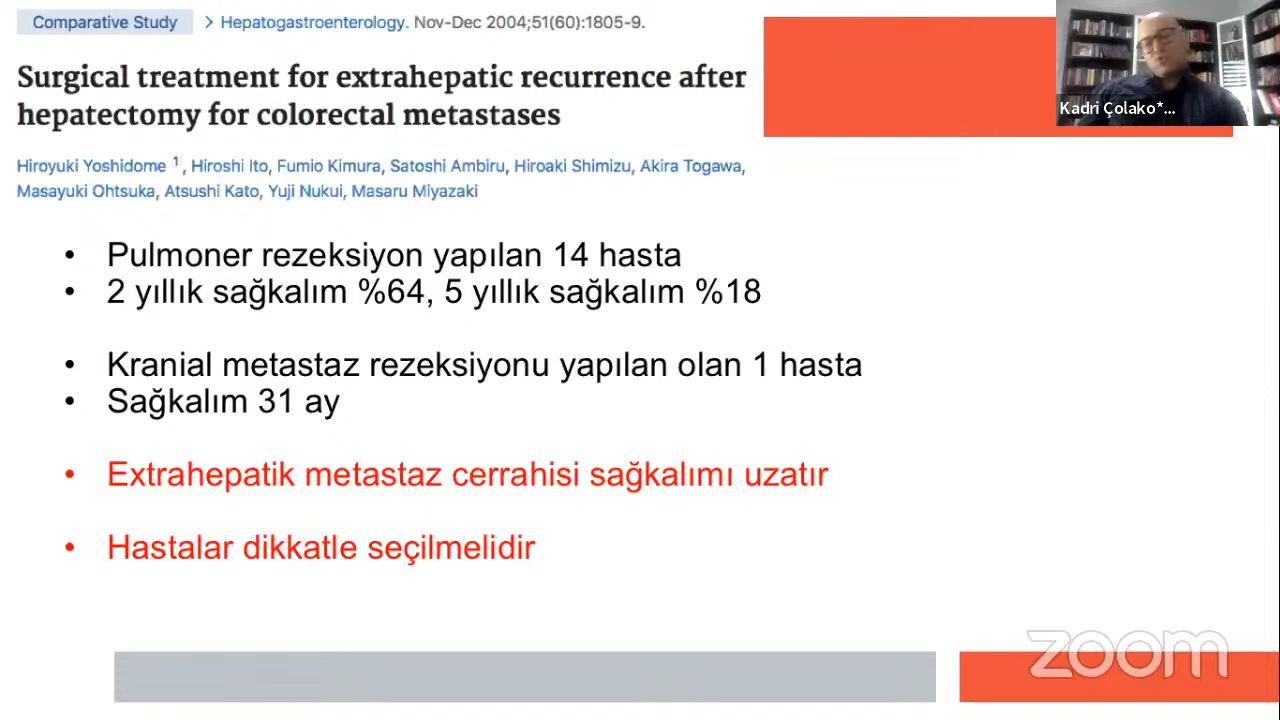 Comparative Study > Hepatogastroenterology. Nov-Dec 2004;51(60):1805-9.
Surgical treatment for extrahepatic recurrence after
hepatectomy for colorectal metastases
Hiroyuki Yoshidome 1, Hiroshi Ito, Fumio Kimura, Satoshi Ambiru, Hiroaki Shimizu, Akira Togawa,
Masayuki Ohtsuka, Atsushi Kato, Yuji Nukui, Masaru Miyazaki
Kadri Çolako*...
• Pulmoner rezeksiyon yapılan 14 hasta
• 2 yıllık sağkalım %64, 5 yıllık sağkalım %18
• Kranial metastaz rezeksiyonu yapılan olan 1 hasta
• Sağkalım 31 ay
• Extrahepatik metastaz cerrahisi sağkalımı uzatır
• Hastalar dikkatle seçilmelidir
zoom